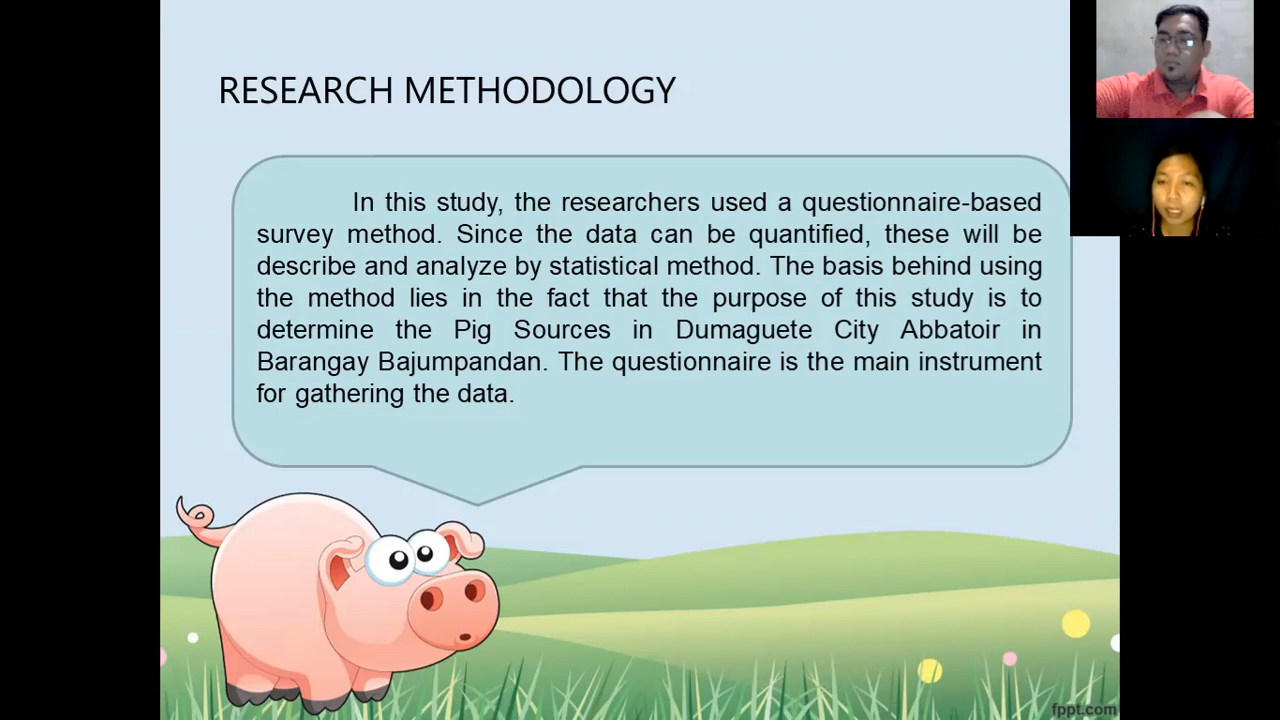 RESEARCH METHODOLOGY
In this study, the researchers used a questionnaire-based
survey method. Since the data can be quantified, these will be
describe and analyze by statistical method. The basis behind using
the method lies in the fact that the purpose of this study is to
determine the Pig Sources in Dumaguete City Abbatoir in
Barangay Bajumpandan. The questionnaire is the main instrument
for gathering the data.
fppt.com